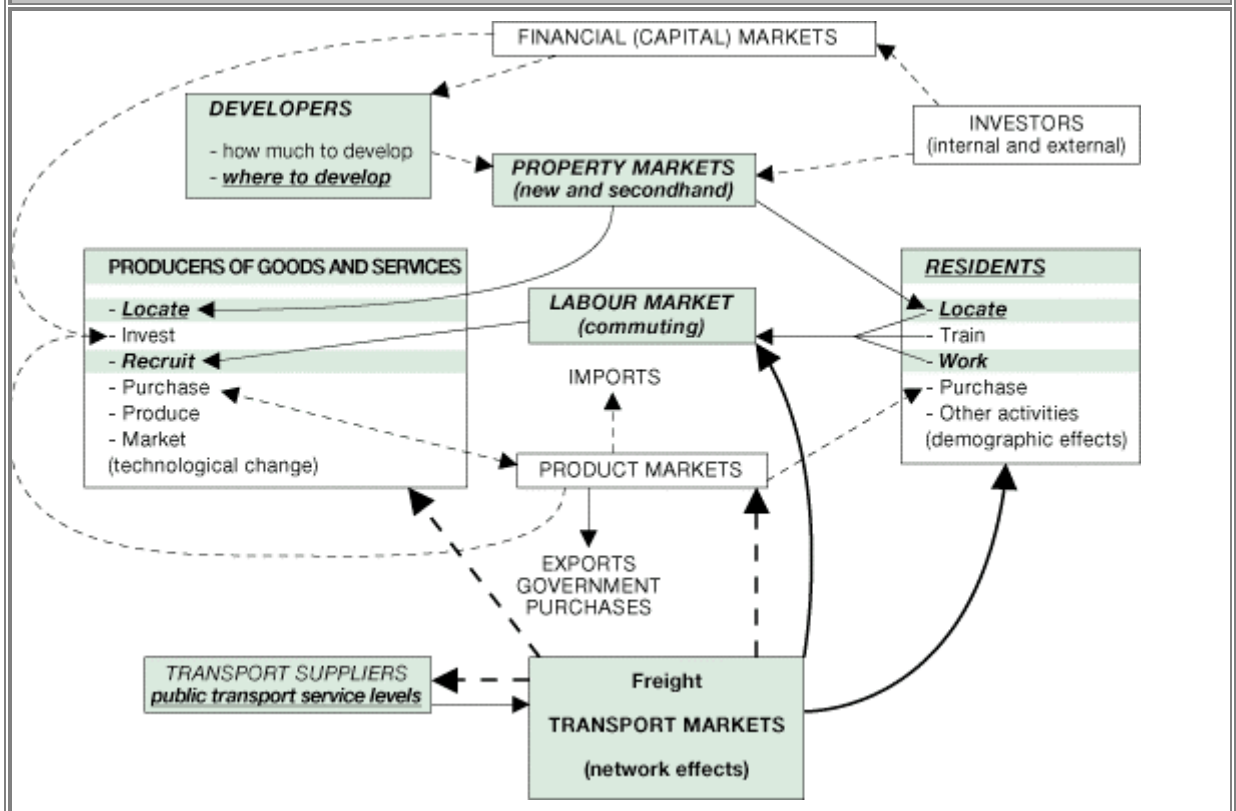 FINANCIAL (CAPITAL) MARKETS
DEVELOPERS
- how much to develop
- where to develop
INVESTORS
(internal and external)
PROPERTY MARKETS
(new and secondhand)
PRODUCERS OF GOODS AND SERVICES
- Locate
- Invest
- Recruit
- Purchase
- Produce
- Market
(technological change)
LABOUR MARKET
(commuting)
RESIDENTS
- Locate
- Train
- Work
- Purchase
- Other activities
(demographic effects)
IMPORTS
PRODUCT MARKETS
EXPORTS
GOVERNMENT
PURCHASES
TRANSPORT SUPPLIERS
public transport service levels
Freight
TRANSPORT MARKETS
(network effects)